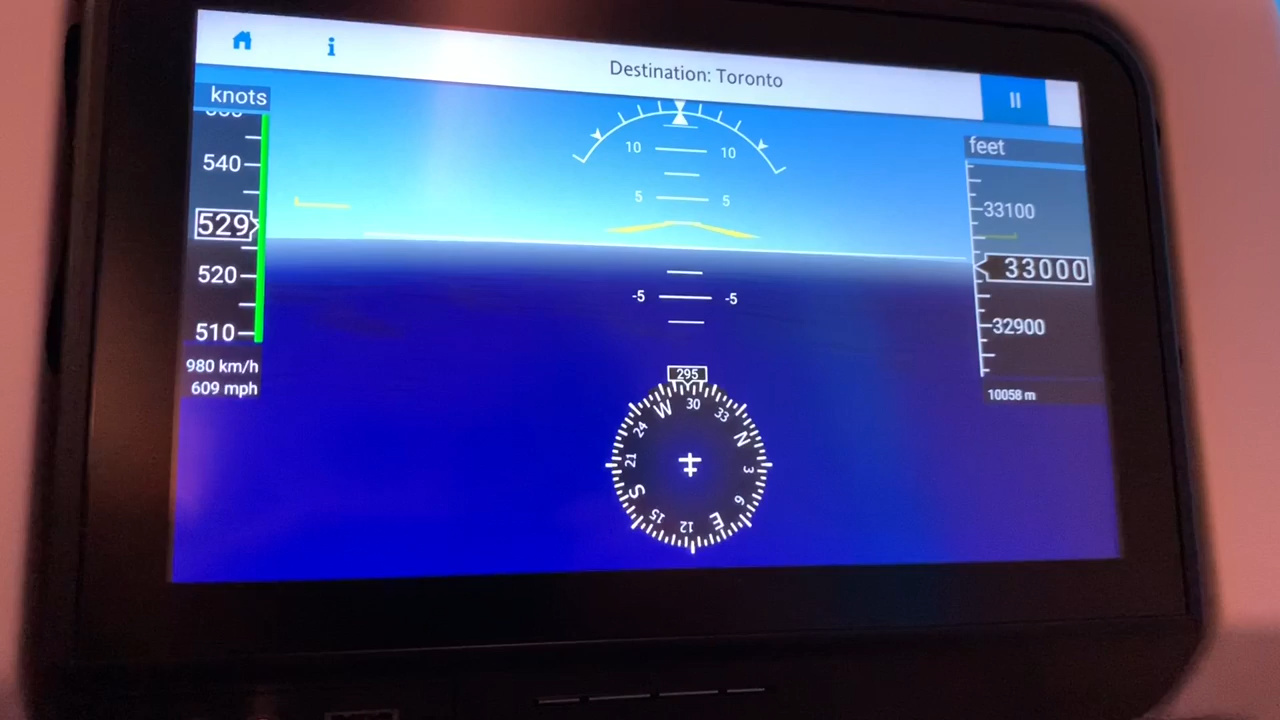 Destination: Toronto
knots
540
529
520
510
980 km/h
609 mph
10 10
5 5
-5 -5
feet
33100
33000
32900
10058 m
295
W 30 33 N 3 6 E 12 15 S 21 24